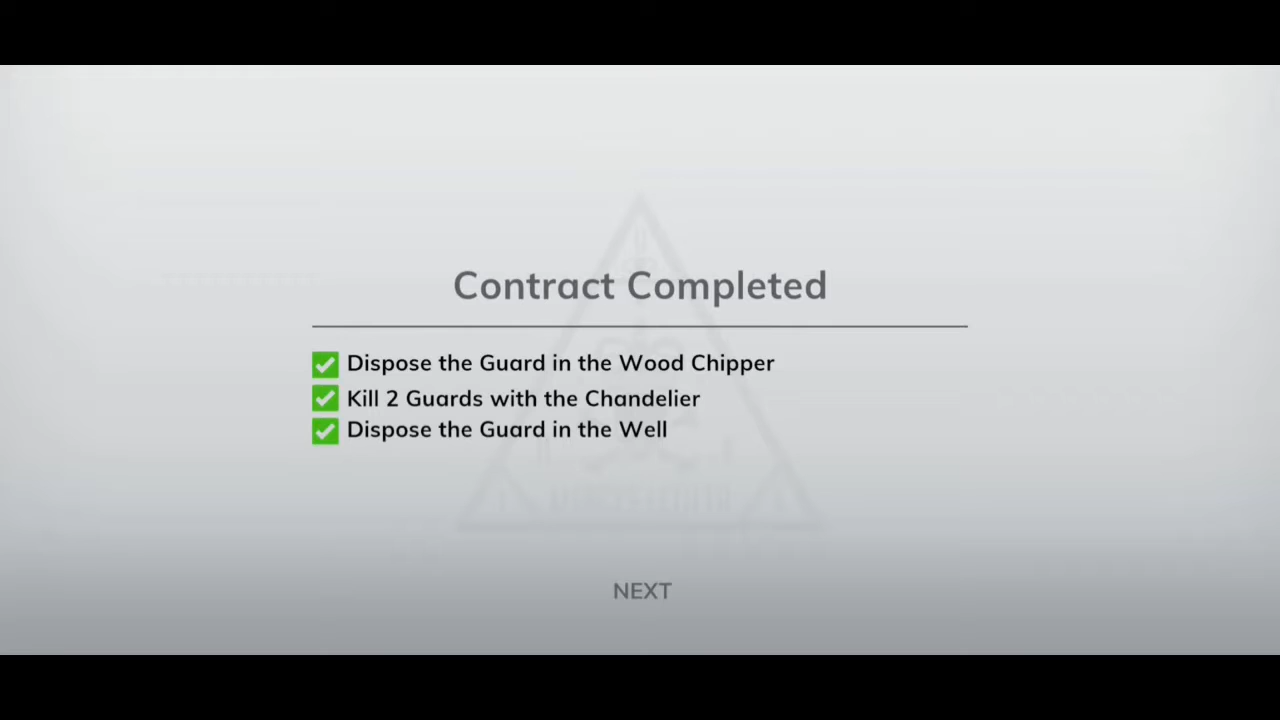 Contract Completed
Dispose the Guard in the Wood Chipper
Kill 2 Guards with the Chandelier
Dispose the Guard in the Well
NEXT